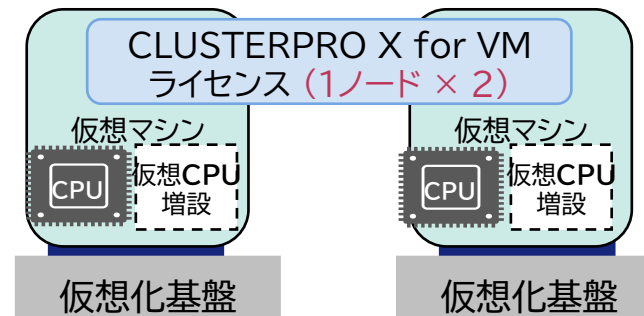 CLUSTERPRO X for VM
ライセンス (1ノード × 2)
仮想マシン
CPU
仮想CPU
増設
仮想化基盤
仮想マシン
CPU
仮想CPU
増設
仮想化基盤